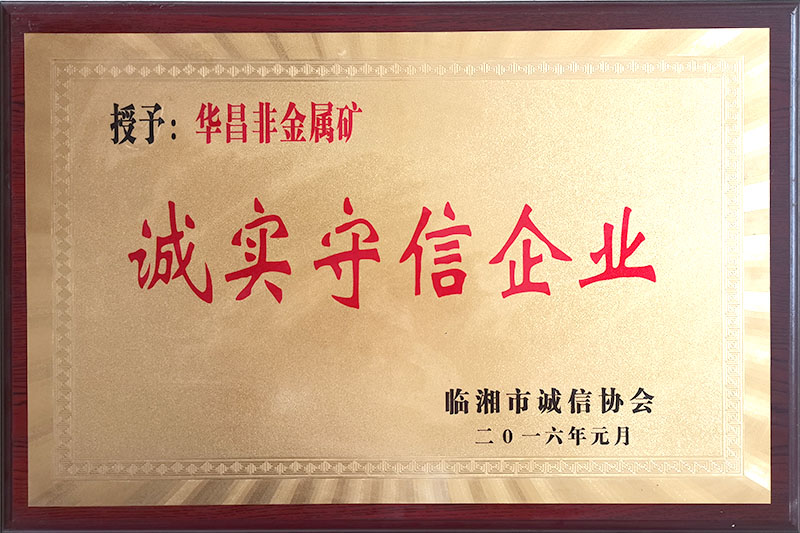 授予：华昌非金属矿
诚实守信企业
临湘市诚信协会
二0一六年元月